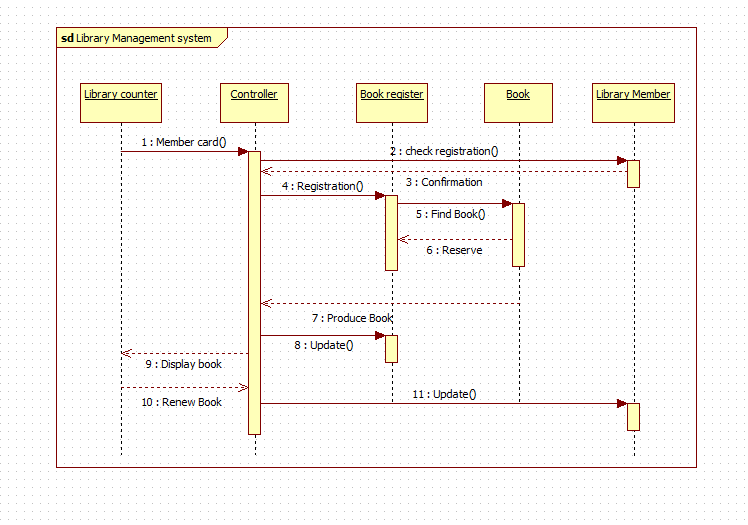 sd Library Management system
Library counter
Controller
Book register
Book
Library Member
1 : Member card()
2 : check registration()
3 : Confirmation
4 : Registration()
5 : Find Book()
6 : Reserve
7 : Produce Book
8 : Update()
9 : Display book
10 : Renew Book
11 : Update()